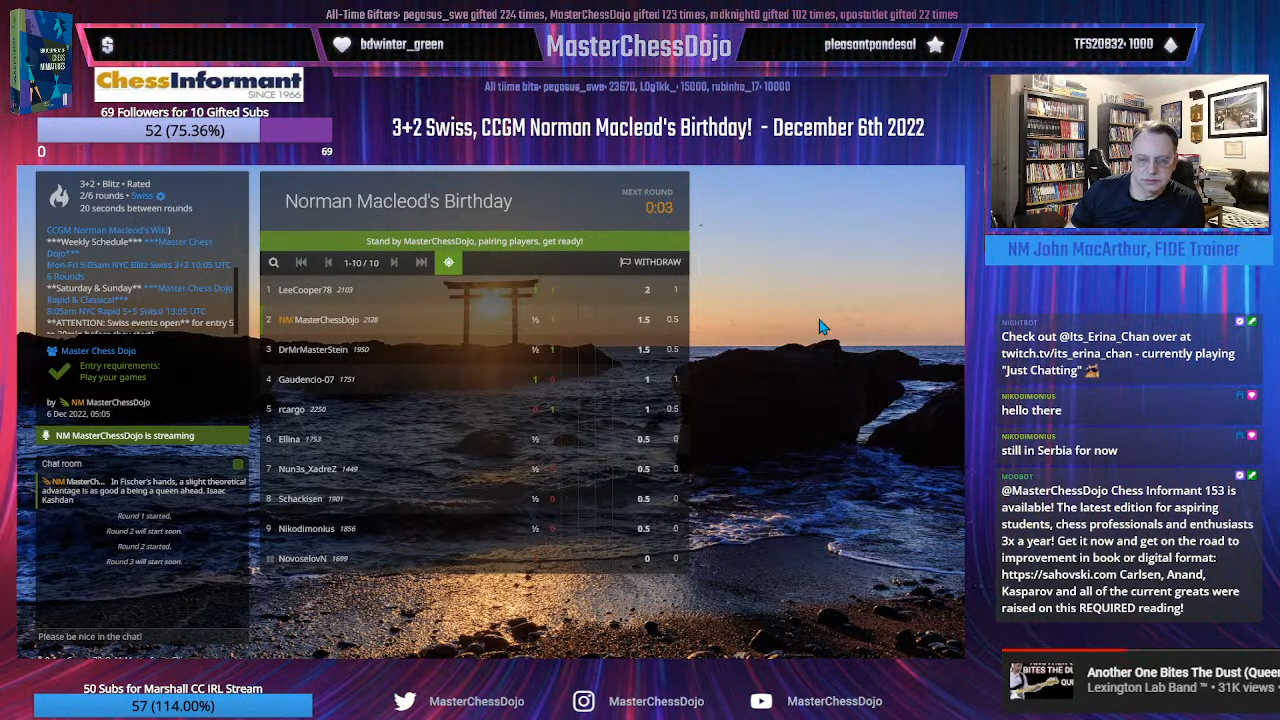 All-Time Gifters: pegasus_swe gifted 224 times, MasterChessDojo gifted 123 times, mdknight0 gifted 102 times, apostatlet gifted 22 times
$
bdwinter_green
MasterChessDojo
pleasantpandesal
TFS20832: 1000
ChessInformant
SINCE 1966
All time bits: pegasus_swe: 23670, L0g1kk_: 15000, rubinho_17: 10000
69 Followers for 10 Gifted Subs
52 (75.36%)
0
69
3+2 Swiss, CCGM Norman Macleod's Birthday! - December 6th 2022
3+2 • Blitz • Rated
2/6 rounds • Swiss
20 seconds between rounds
CCGM Norman Macleod's Wiki)
***Weekly Schedule*** ***Master Chess
Dojo***
Mon-Fri 5:05am NYC Blitz Swiss 3+2 10:05 UTC
6 Rounds
**Saturday & Sunday** ***Master Chess Dojo
Rapid & Classical***
8:05am NYC Rapid 5+5 Swiss! 13:05 UTC
**ATTENTION: Swiss events open** for entry 5
Master Chess Dojo
Entry requirements:
Play your games
by NM MasterChessDojo
6 Dec 2022, 05:05
NM MasterChessDojo is streaming
Chat room
NM MasterCh... In Fischer's hands, a slight theoretical
advantage is as good a being a queen ahead. Isaac
Kashdan
Round 1 started.
Round 2 will start soon.
Round 2 started.
Round 3 will start soon.
Please be nice in the chat!
Norman Macleod's Birthday
NEXT ROUND
0:03
Stand by MasterChessDojo, pairing players, get ready!
1-10 / 10
WITHDRAW
1 LeeCooper78 2103 1 1 2 1
2 NM MasterChessDojo 2128 ½ 1 1.5 1
3 DrMrMasterStein 1950 ½ 1 1.5 0.5
4 Gaudencio-07 1751 1 0 1 1
5 rcargo 2250 0 1 1 0.5
6 Ellina 1753 ½ 0 0.5 0
7 Nun3s_XadreZ 1449 ½ 0 0.5 0
8 Schackisen 1901 ½ 0 0.5 0
9 Nikodimonius 1856 ½ 0.5 0
NovoselovN 1699 0 0
NM John MacArthur, FIDE Trainer
NIGHTBOT
Check out @Its_Erina_Chan over at
twitch.tv/its_erina_chan - currently playing
"Just Chatting"
NIKODIMONIUS
hello there
NIKODIMONIUS
still in Serbia for now
MOOBOT
@MasterChessDojo Chess Informant 153 is
available! The latest edition for aspiring
students, chess professionals and enthusiasts
3x a year! Get it now and get on the road to
improvement in book or digital format:
https://sahovski.com Carlsen, Anand,
Kasparov and all of the current greats were
raised on this REQUIRED reading!
50 Subs for Marshall CC IRL Stream
57 (114.00%)
MasterChessDojo
MasterChessDojo
MasterChessDojo
Another One Bites The Dust (Queen
Lexington Lab Band ™ • 31K views